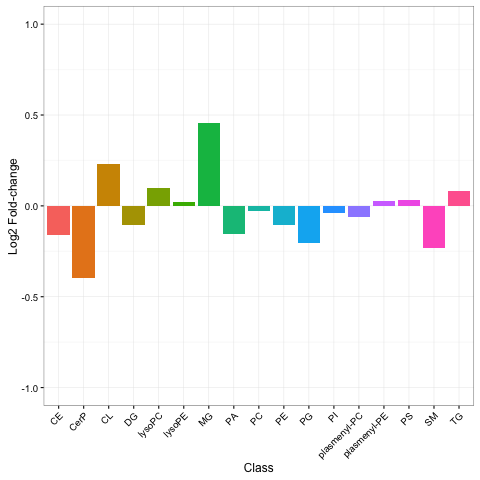 Log2 Fold-change
1.0
0.5
0.0
-0.5
-1.0
CE
CerP
CL
DG
lysoPC
lysoPE
MG
PA
PC
PE
PG
PI
plasmenyl-PC
plasmenyl-PE
PS
SM
TG
Class